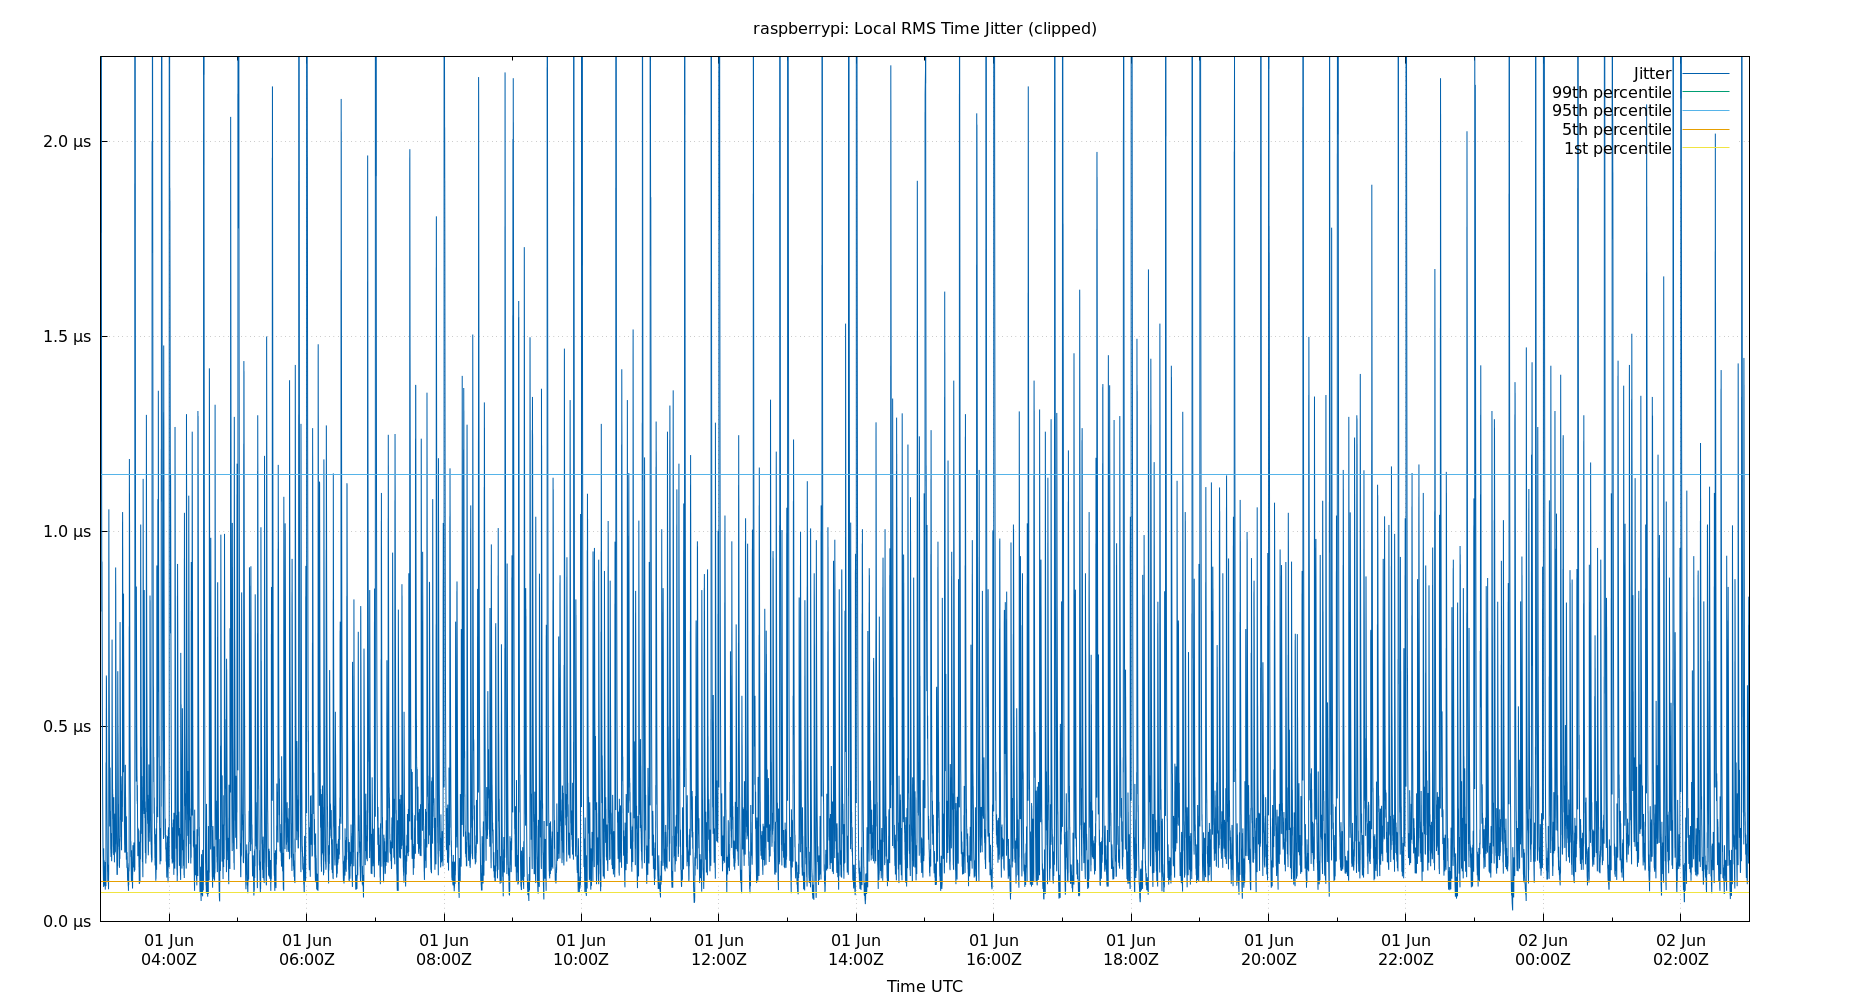 raspberrypi: Local RMS Time Jitter (clipped)
Jitter
99th percentile
95th percentile
5th percentile
1st percentile
2.0 µs
1.5 µs
1.0 µs
0.5 µs
0.0 µs
01 Jun 01 Jun 01 Jun 01 Jun 01 Jun 01 Jun 01 Jun 01 Jun 01 Jun 01 Jun 02 Jun 02 Jun
04:00Z 06:00Z 08:00Z 10:00Z 12:00Z 14:00Z 16:00Z 18:00Z 20:00Z 22:00Z 00:00Z 02:00Z
Time UTC